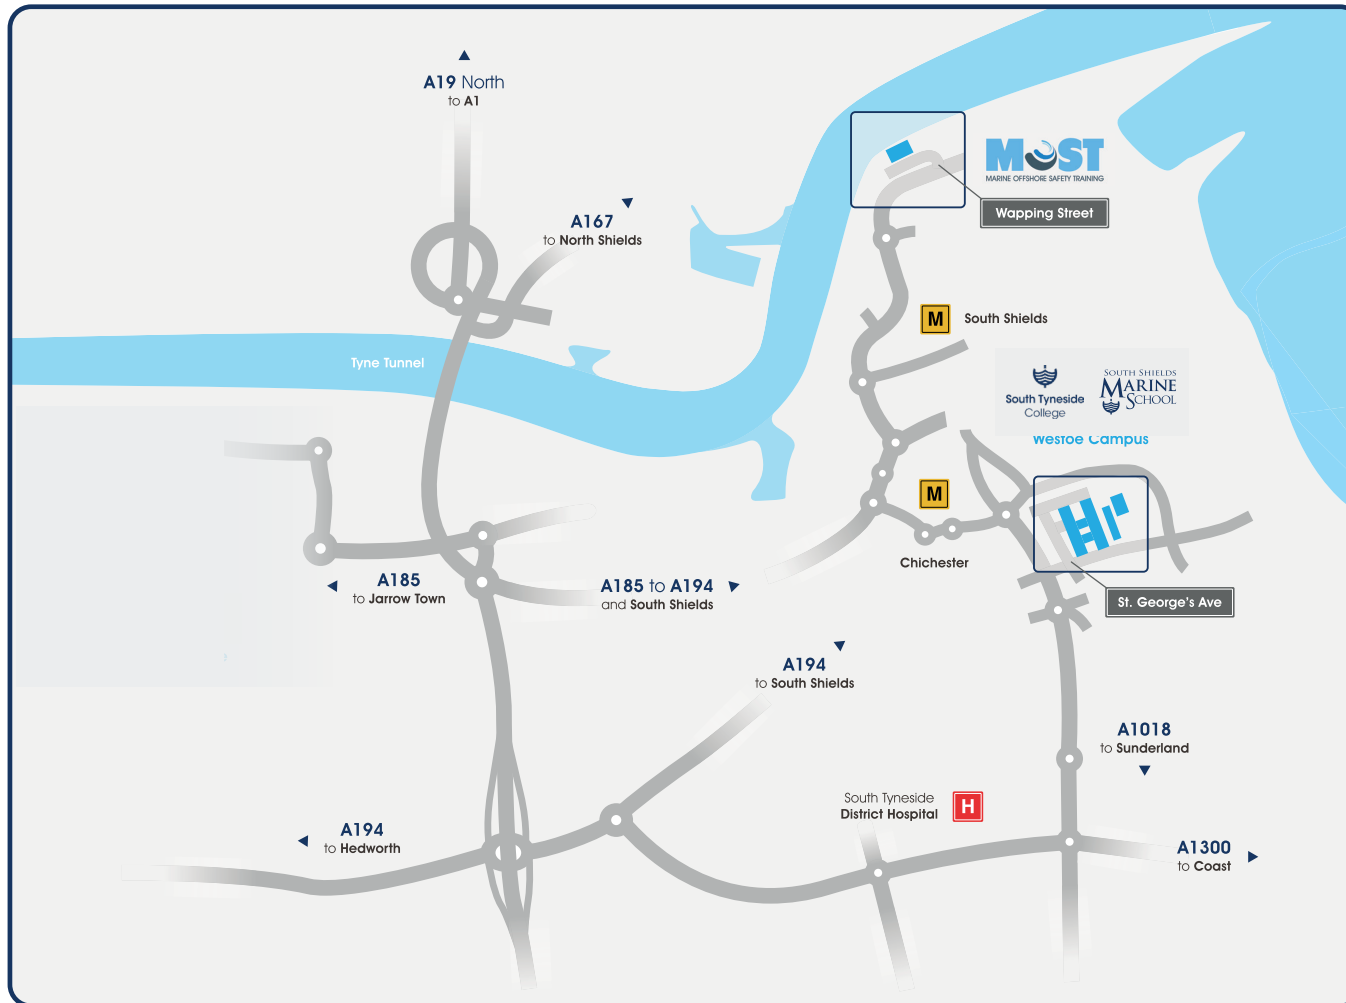 A19 North
to A1
A167
to North Shields
MOST
MARINE OFFSHORE SAFETY TRAINING
Wapping Street
M
South Shields
Tyne Tunnel
South Tyneside
College
SOUTH SHIELDS
MARINE
SCHOOL
Westoe Campus
M
Chichester
A185
to Jarrow Town
A185 to A194
and South Shields
St. George's Ave
A194
to South Shields
A1018
to Sunderland
South Tyneside
District Hospital
H
A194
to Hedworth
A1300
to Coast